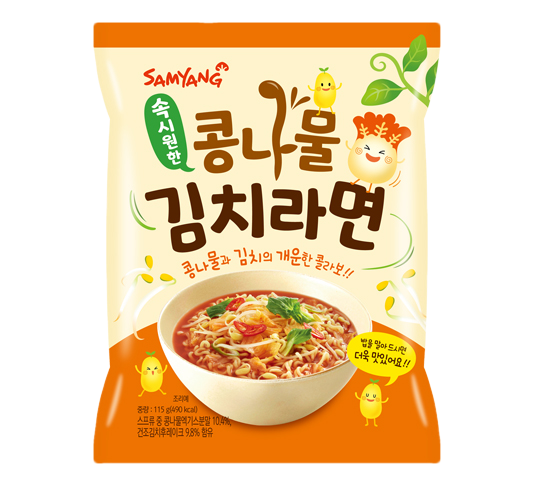 SAMYANG
속시원한
콩나물
김치라면
콩나물과 김치의 개운한 콜라보!!
밥을 말아 드시면
더욱 맛있어요!!
조리예
중량 : 115 g(490 kcal)
스프류 중 콩나물엑기스분말 10.4%,
건조김치후레이크 9.8% 함유